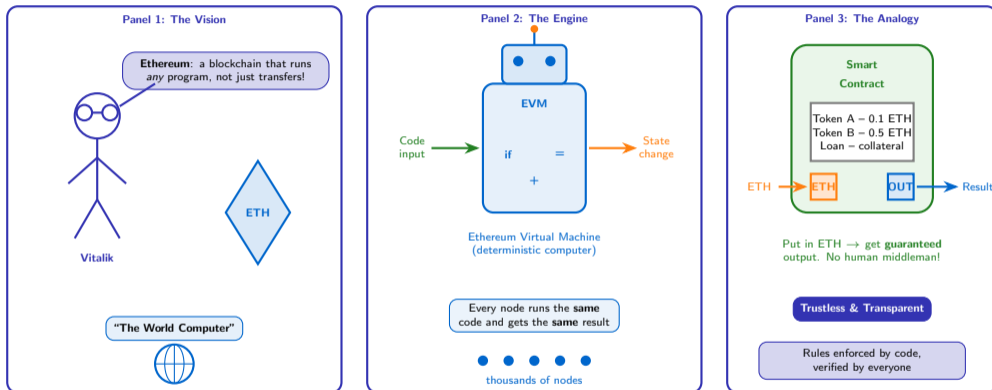 Panel 1: The Vision
Ethereum: a blockchain that runs
any program, not just transfers!
ETH
Vitalik
"The World Computer"
Panel 2: The Engine
EVM
Code
input
if =
+
State
change
Ethereum Virtual Machine
(deterministic computer)
Every node runs the same
code and gets the same result
thousands of nodes
Panel 3: The Analogy
Smart
Contract
Token A – 0.1 ETH
Token B – 0.5 ETH
Loan – collateral
ETH
ETH
OUT
Result
Put in ETH → get guaranteed
output. No human middleman!
Trustless & Transparent
Rules enforced by code,
verified by everyone